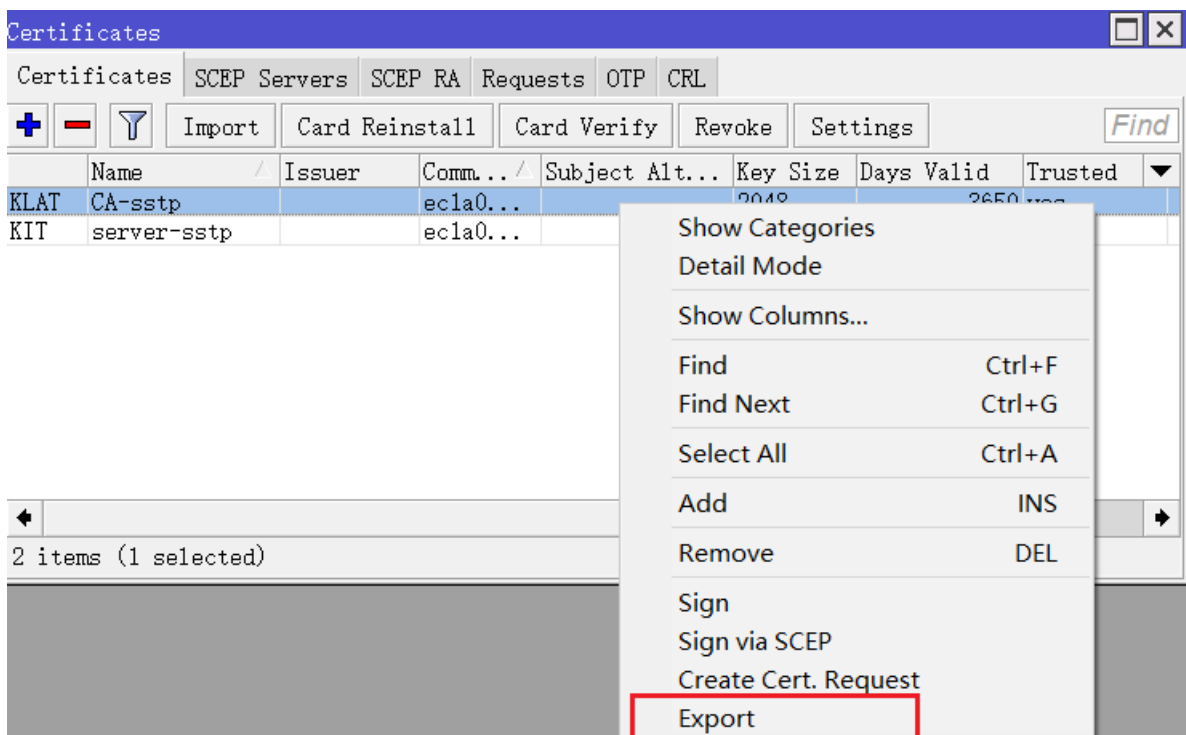 Certificates
Certificates SCEP Servers SCEP RA Requests OTP CRL
Import Card Reinstall Card Verify Revoke Settings Find
Name Issuer Comm... Subject Alt... Key Size Days Valid Trusted
KLAT CA-sstp ec1a0... 2048 3650 yes
KIT server-sstp ec1a0...
Show Categories
Detail Mode
Show Columns...
Find Ctrl+F
Find Next Ctrl+G
Select All Ctrl+A
Add INS
2 items (1 selected)
Remove DEL
Sign
Sign via SCEP
Create Cert. Request
Export